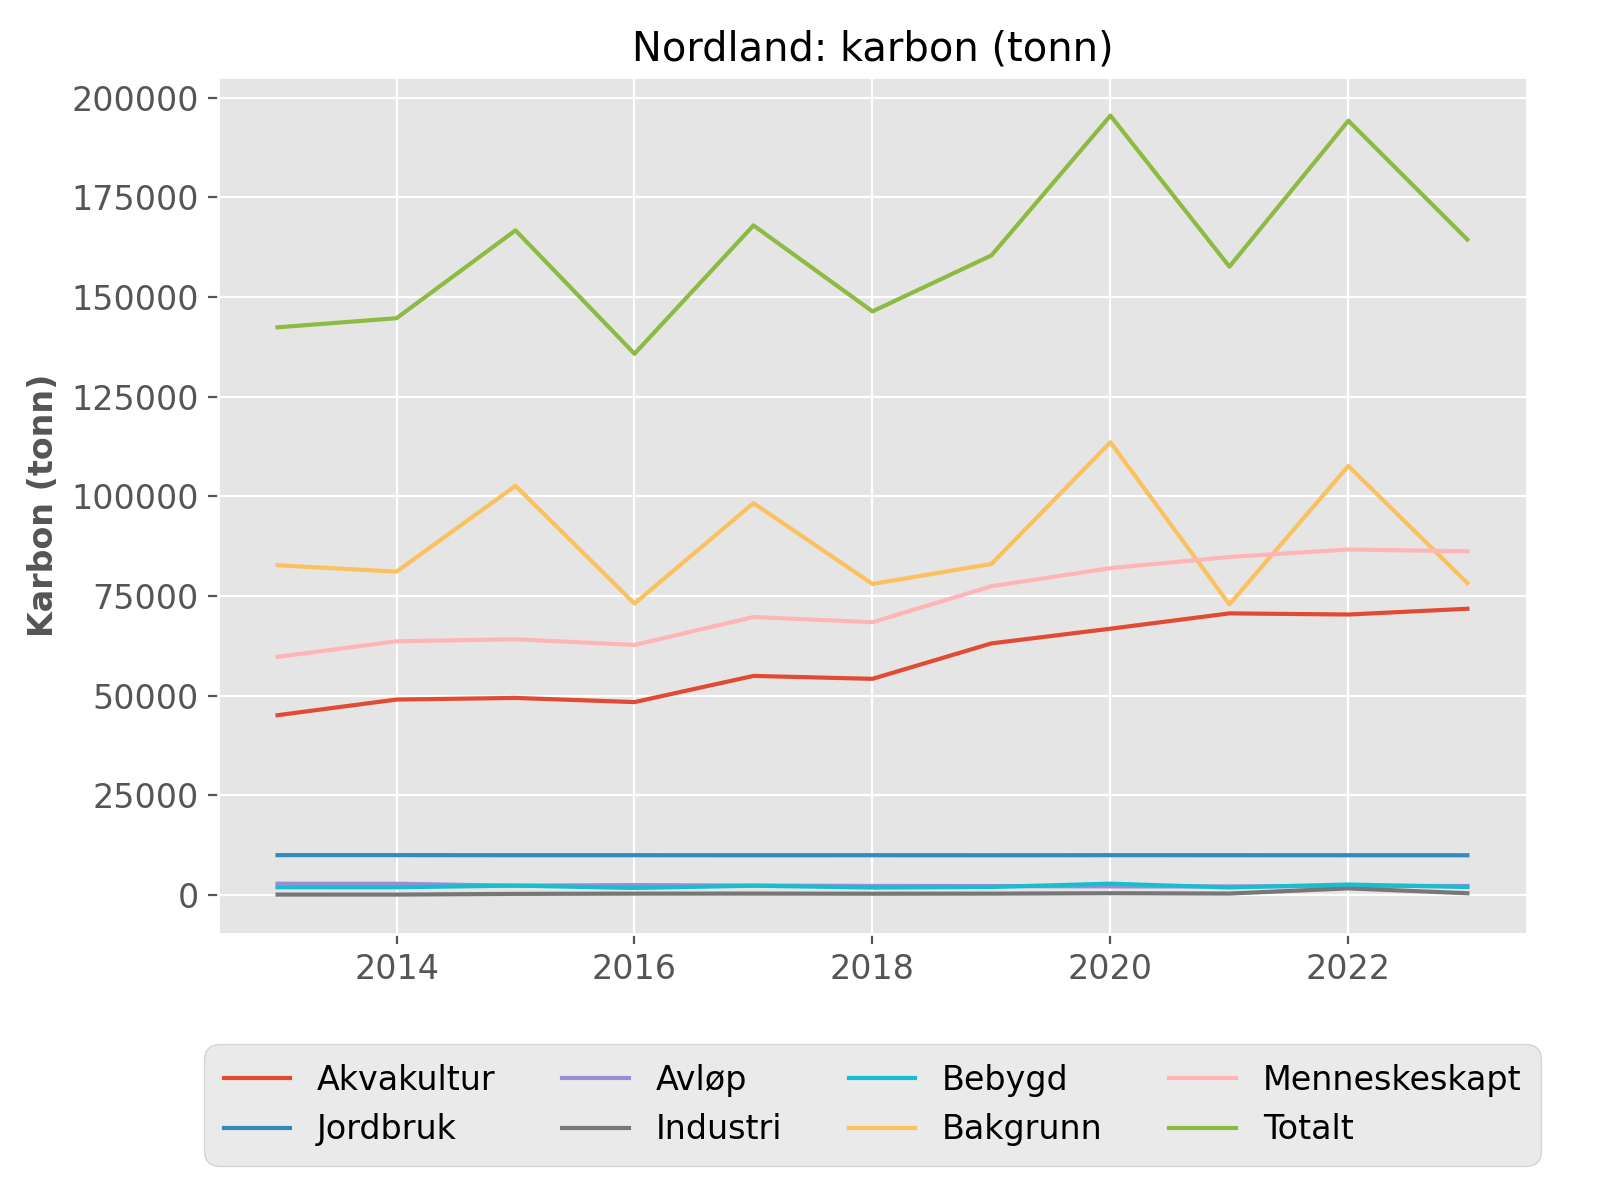 Nordland: karbon (tonn)
200000
175000
150000
125000
100000
75000
50000
25000
0
Karbon (tonn)
2014 2016 2018 2020 2022
Akvakultur Avløp Bebygd Menneskeskapt
Jordbruk Industri Bakgrunn Totalt